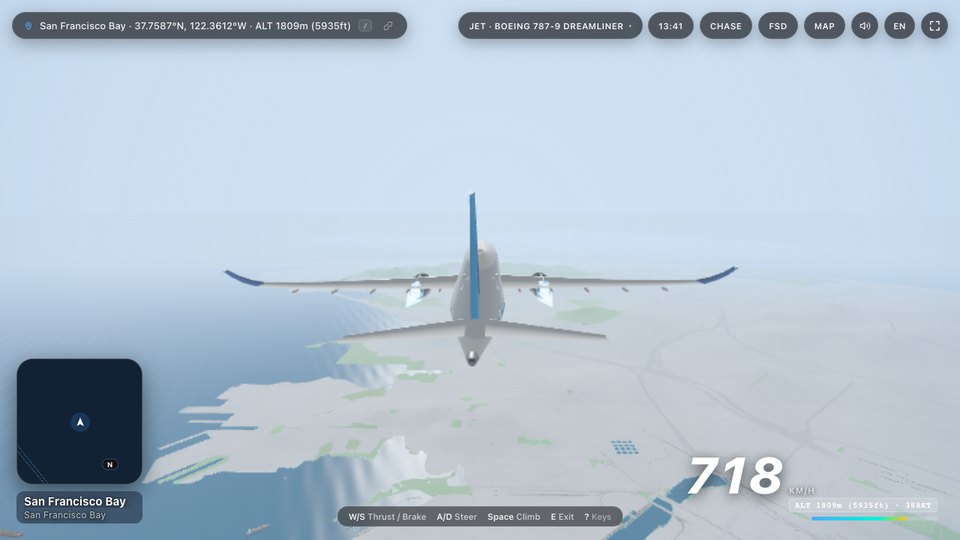 San Francisco Bay · 37.7587°N, 122.3612°W · ALT 1809m (5935ft) /
JET · BOEING 787-9 DREAMLINER ·
13:41
CHASE
FSD
MAP
EN
N
San Francisco Bay
San Francisco Bay
W/S Thrust / Brake A/D Steer Space Climb E Exit ? Keys
718 KM/H
ALT 1809m (5935ft) · 388KT